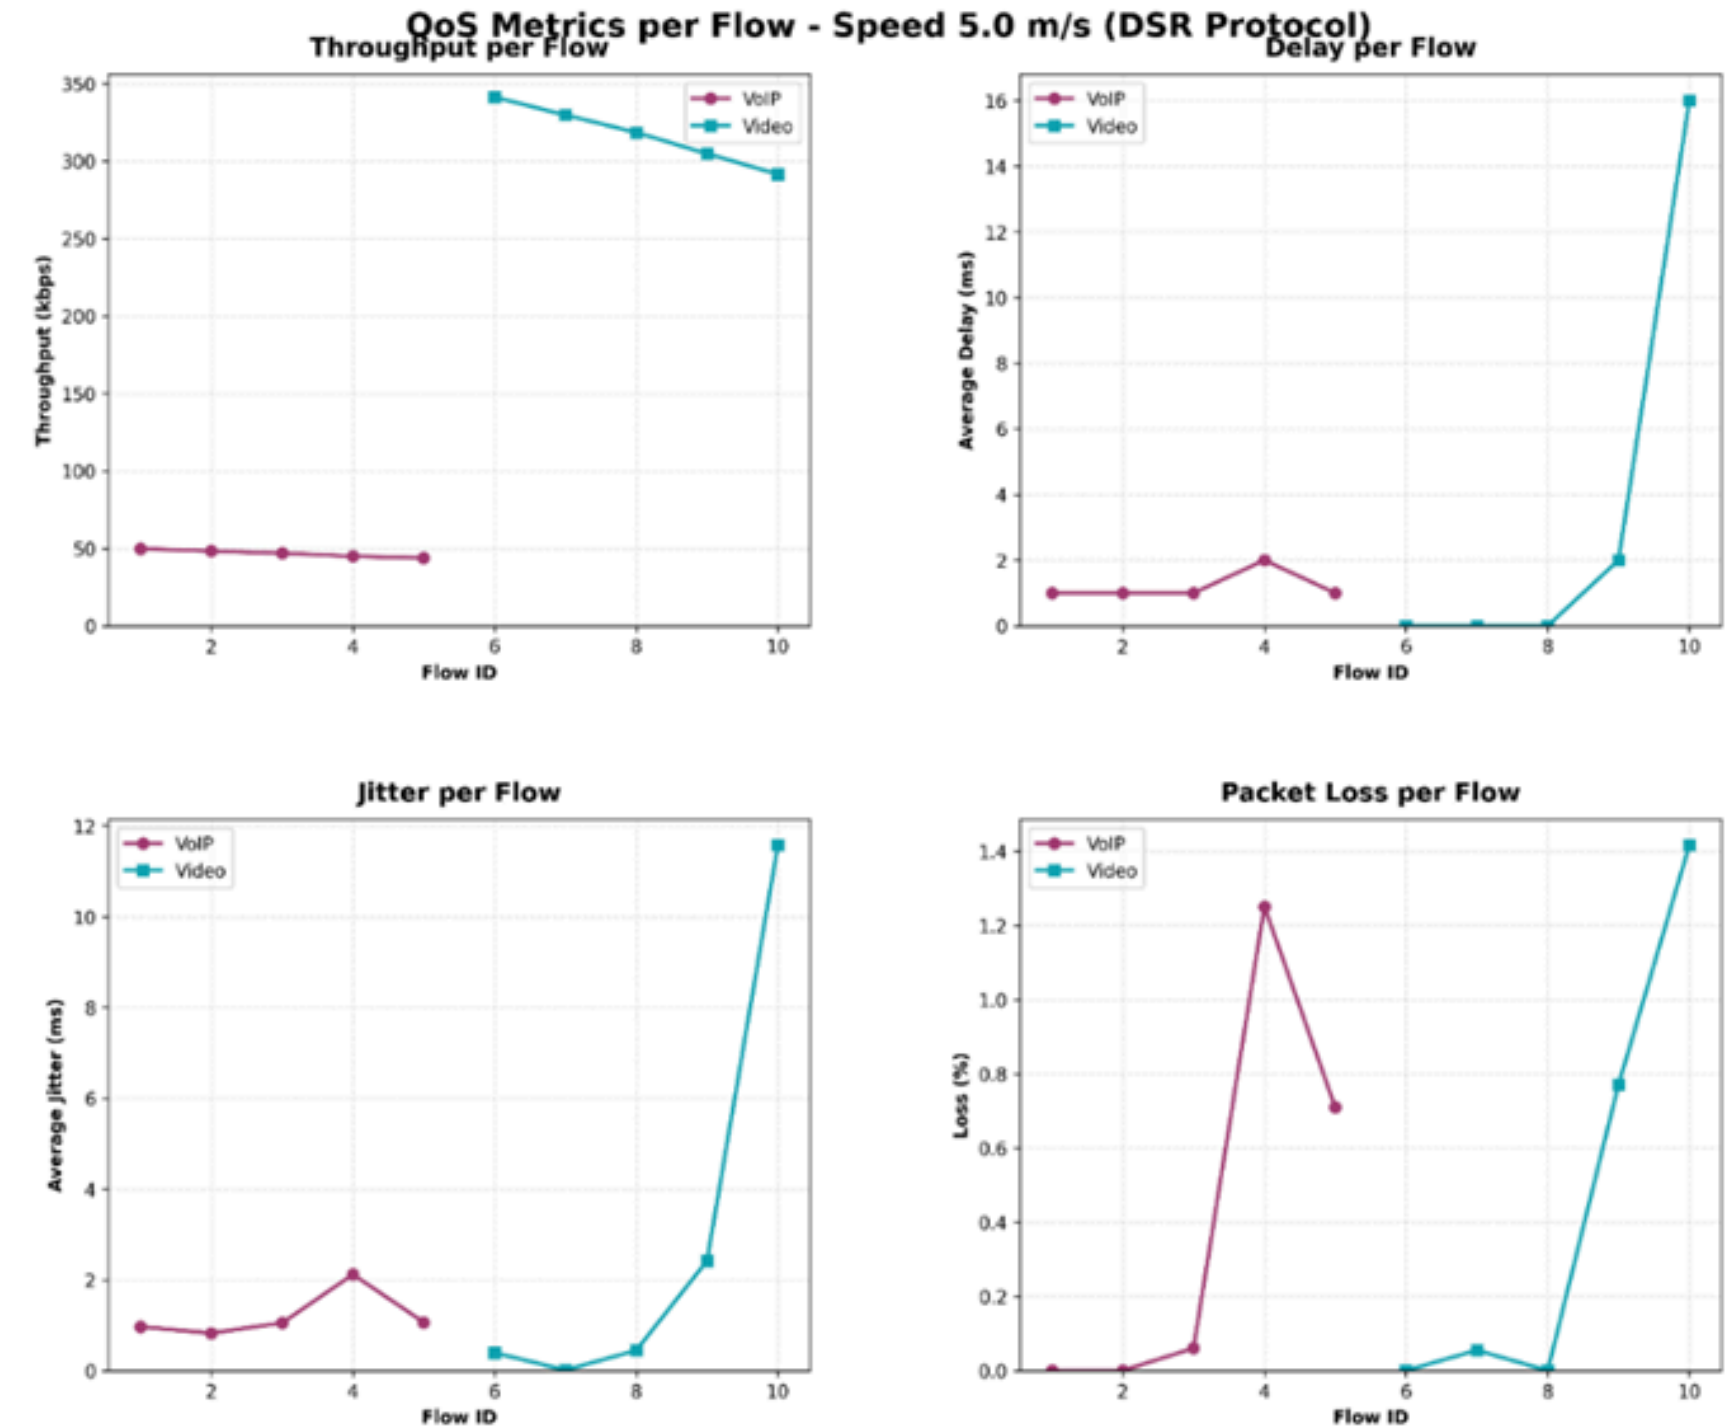 QoS Metrics per Flow - Speed 5.0 m/s (DSR Protocol)
Throughput per Flow
350
300
250
200
150
100
50
0
Throughput (kbps)
VoIP
Video
2 4 6 8 10
Flow ID
Delay per Flow
16
14
12
10
8
6
4
2
0
Average Delay (ms)
VoIP
Video
2 4 6 8 10
Flow ID
Jitter per Flow
12
10
8
6
4
2
0
Average Jitter (ms)
VoIP
Video
2 4 6 8 10
Flow ID
Packet Loss per Flow
1.4
1.2
1.0
0.8
0.6
0.4
0.2
0.0
Loss (%)
VoIP
Video
2 4 6 8 10
Flow ID